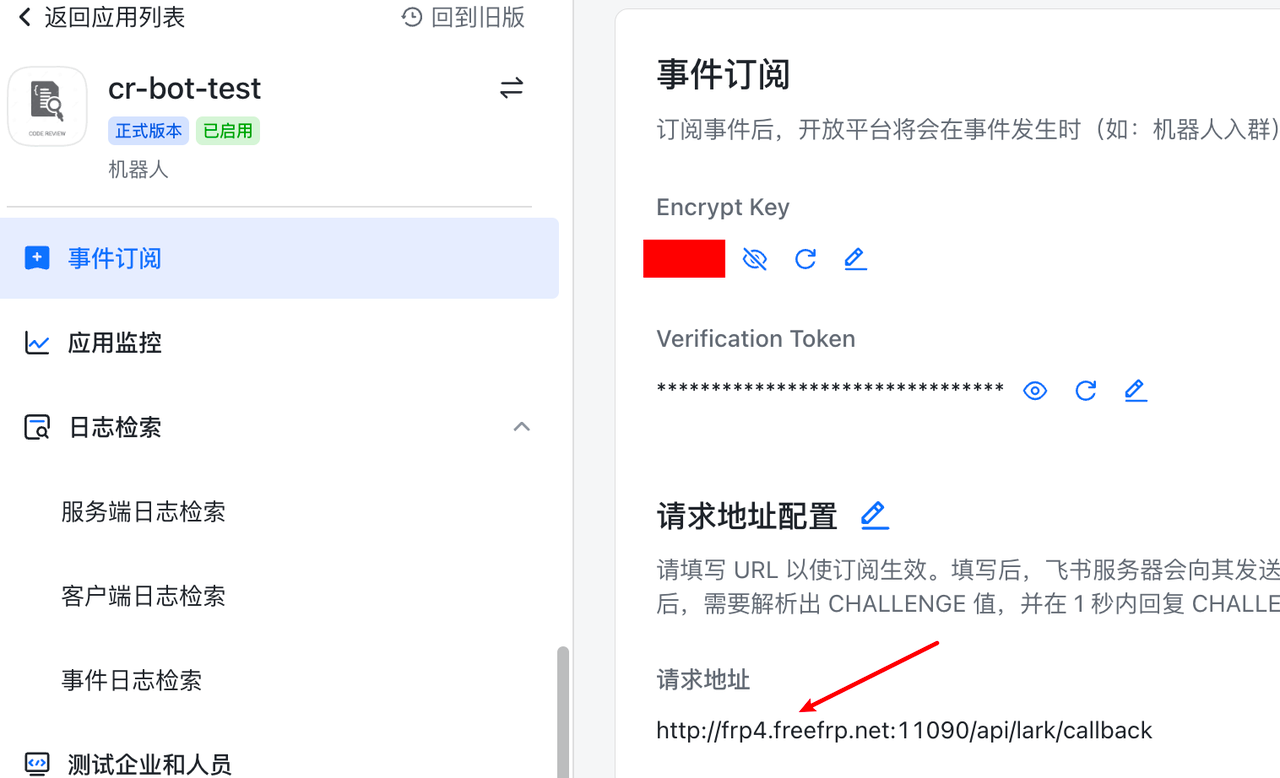 返回应用列表
回到旧版
cr-bot-test
正式版本
已启用
机器人
CODE REVIEW
事件订阅
应用监控
日志检索
服务端日志检索
客户端日志检索
事件日志检索
测试企业和人员
事件订阅
订阅事件后，开放平台将会在事件发生时（如：机器人入群）
Encrypt Key
Verification Token
********************************
请求地址配置
请填写 URL 以使订阅生效。填写后，飞书服务器会向其发送
后，需要解析出 CHALLENGE 值，并在 1 秒内回复 CHALLE
请求地址
http://frp4.freefrp.net:11090/api/lark/callback